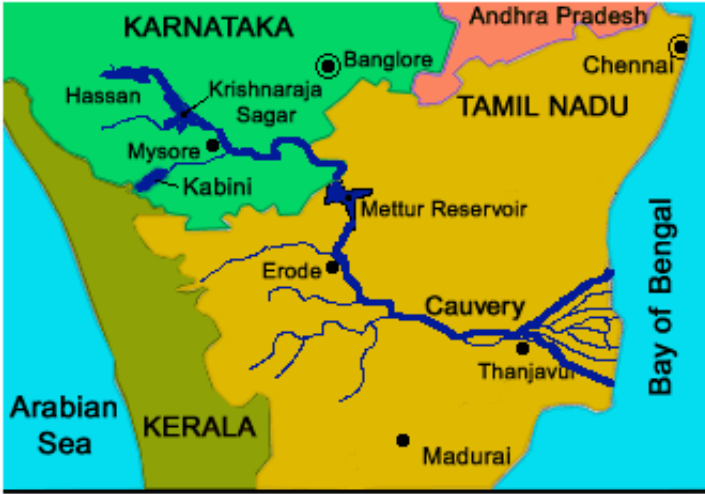 Andhra Pradesh
KARNATAKA
Banglore
Chennai
Hassan
Krishnaraja
Sagar
TAMIL NADU
Mysore
Kabini
Mettur Reservoir
Erode
Cauvery
Bay of Bengal
Thanjavur
Arabian
Sea
KERALA
Madurai